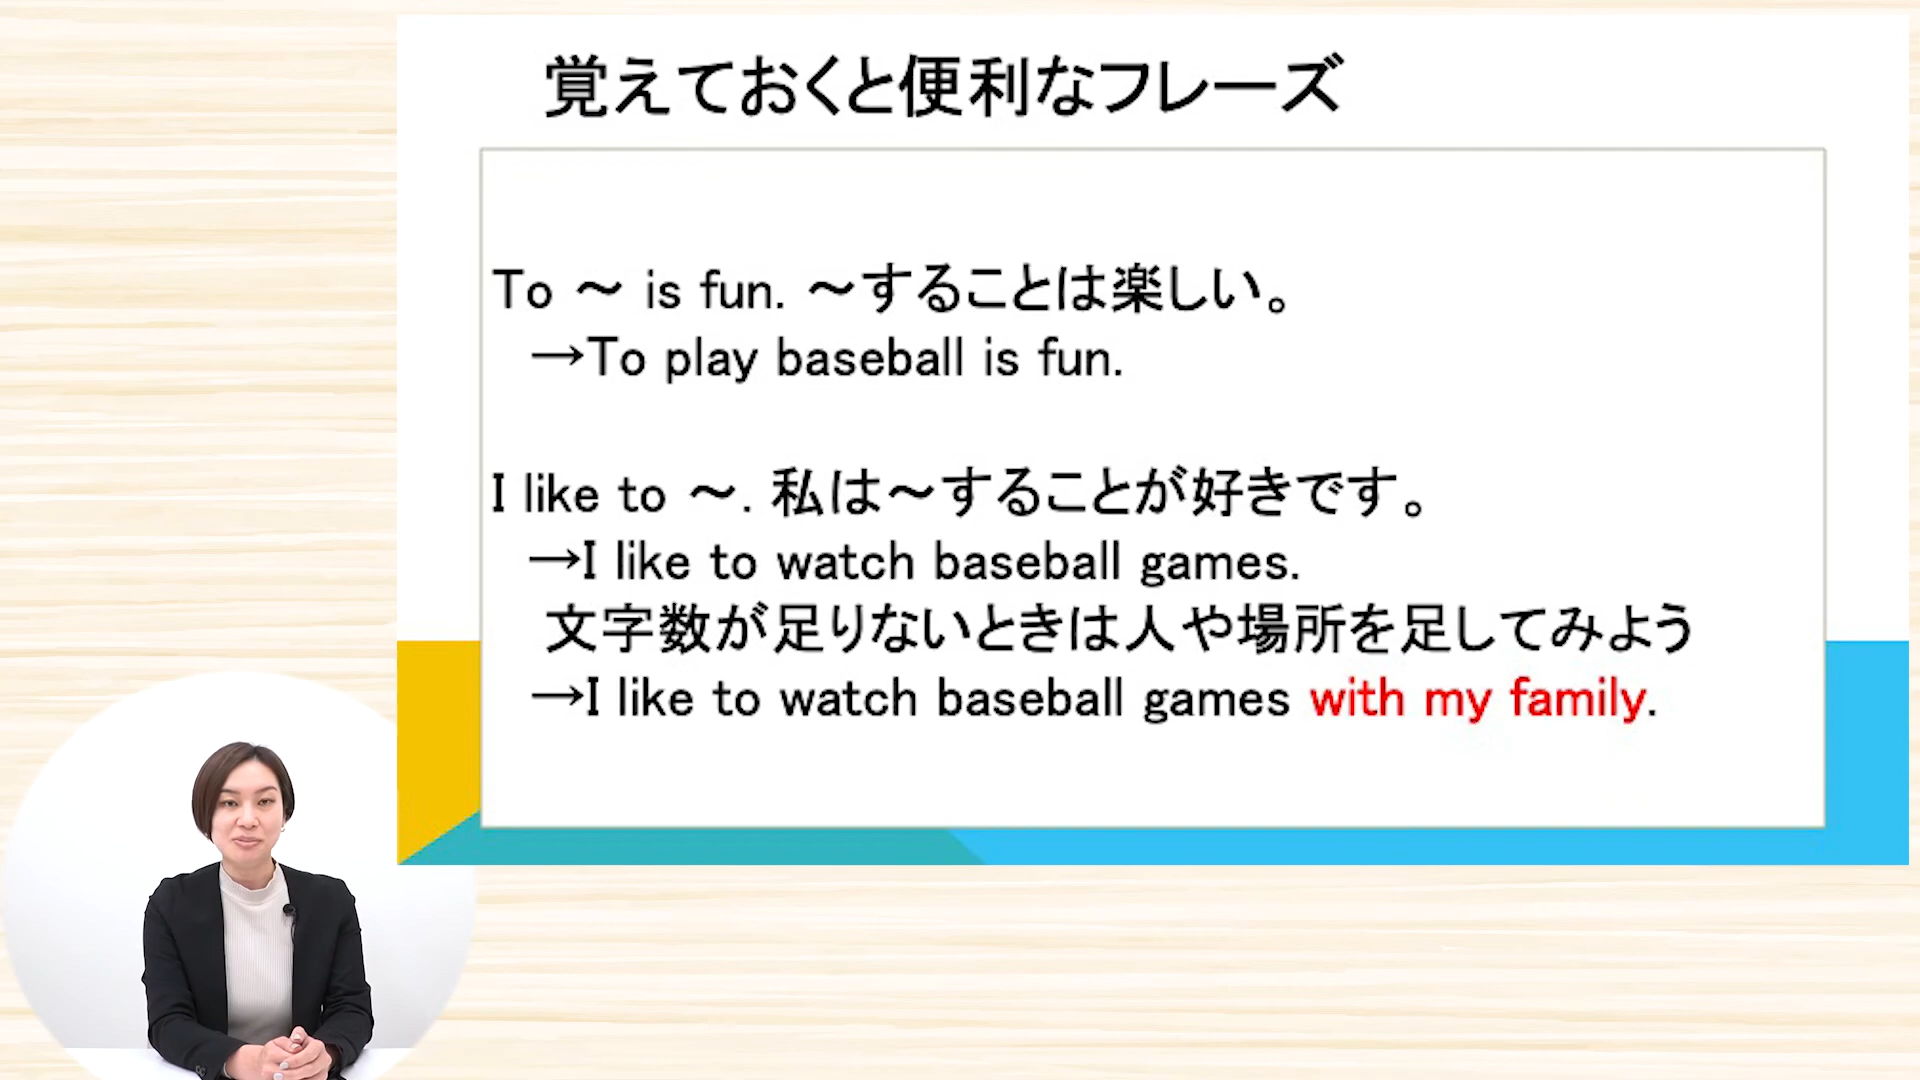 覚えておくと便利なフレーズ
To ～ is fun. ～することは楽しい。
→To play baseball is fun.
I like to ～. 私は～することが好きです。
→I like to watch baseball games.
文字数が足りないときは人や場所を足してみよう
→I like to watch baseball games with my family.